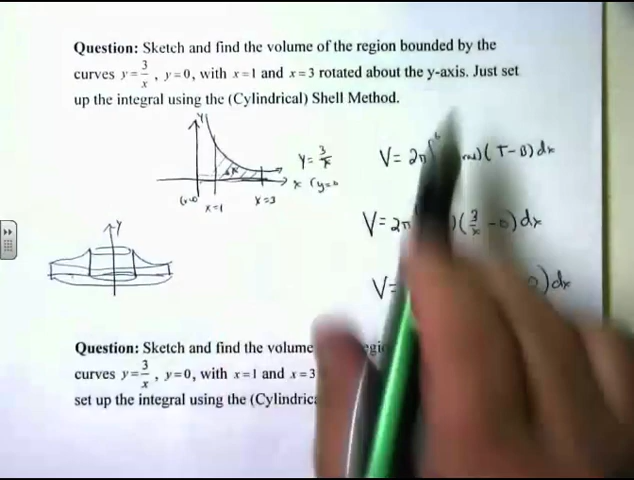 Question: Sketch and find the volume of the region bounded by the
curves y = 3/x , y = 0, with x = 1 and x = 3 rotated about the y-axis. Just set
up the integral using the (Cylindrical) Shell Method.
Y
Y = 3/x
x (y=0
(x=0)
x=1
x=3
V = 2π (T-B) dx
V = 2π )(3/x - 0) dx
Y
V= 0) dx
Question: Sketch and find the volume
curves y = 3/x , y = 0, with x = 1 and x = 3
set up the integral using the